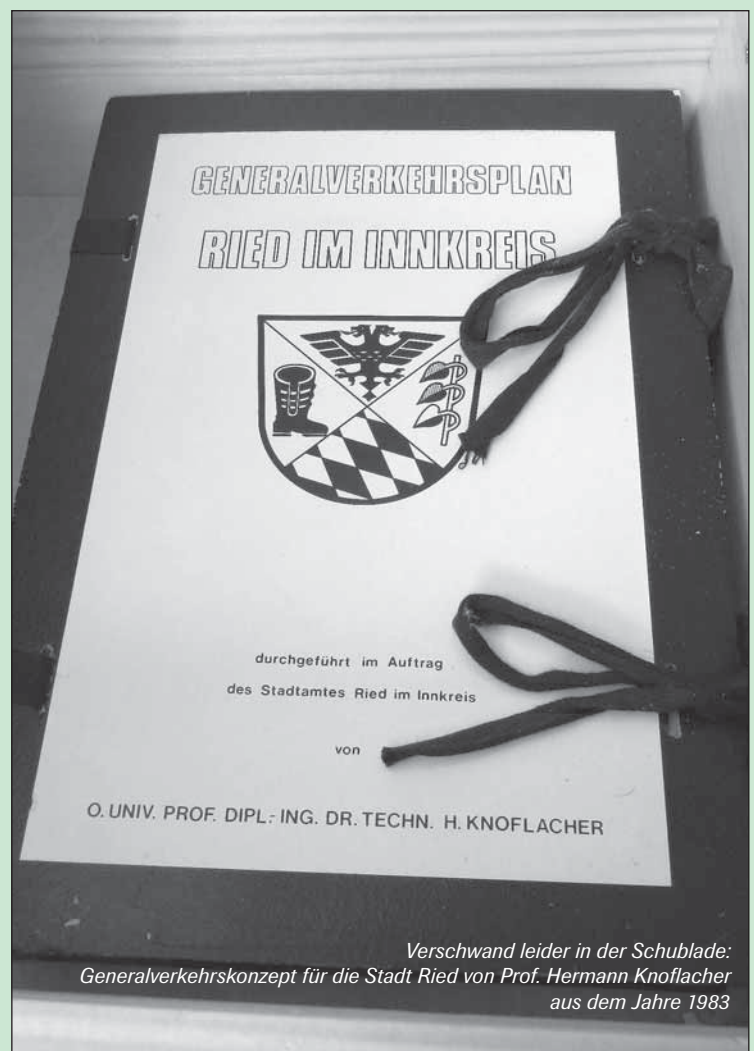 GENERALVERKEHRSPLAN
RIED IM INNKREIS
durchgeführt im Auftrag
des Stadtamtes Ried im Innkreis
von
O. UNIV. PROF. DIPL.- ING. DR. TECHN. H. KNOFLACHER
Verschwand leider in der Schublade:
Generalverkehrskonzept für die Stadt Ried von Prof. Hermann Knoflacher
aus dem Jahre 1983